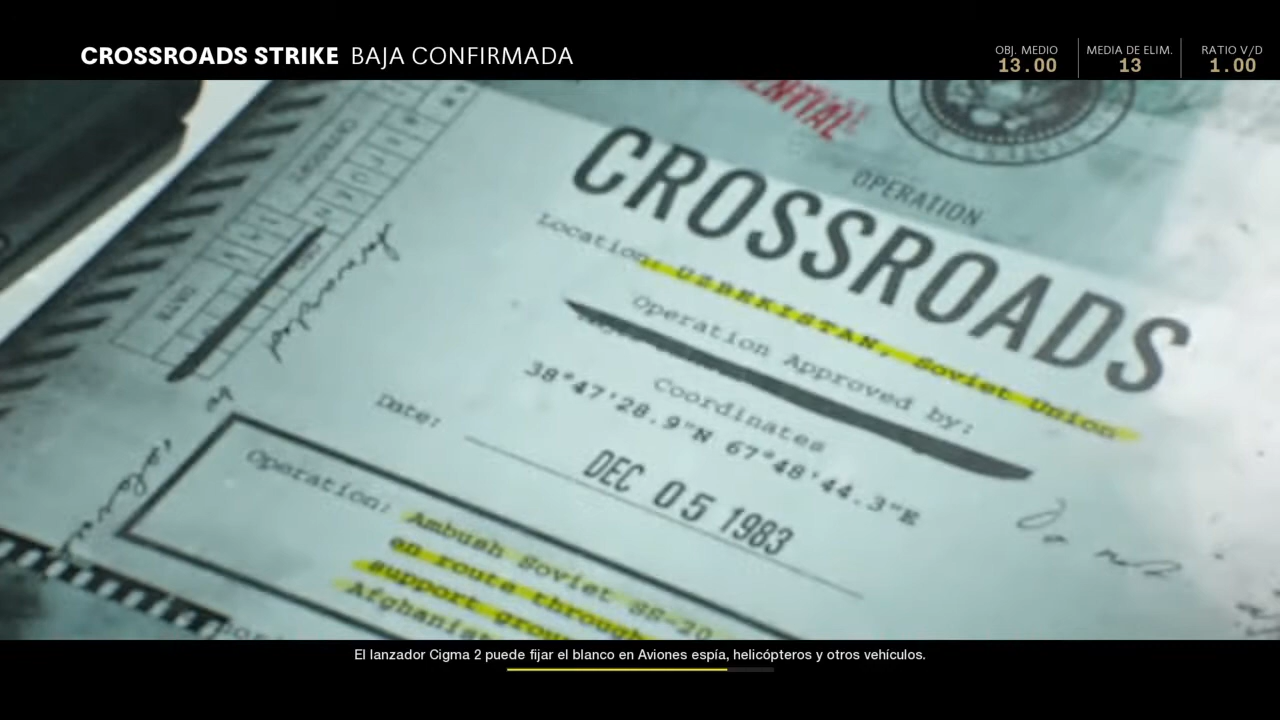 CROSSROADS STRIKE BAJA CONFIRMADA
OBJ. MEDIO
13.00
MEDIA DE ELIM.
13
RATIO V/D
1.00
OPERATION
CROSSROADS
Location: UZBEKISTAN, Soviet Union
Operation Approved by:
Coordinates
38°47'28.9"N 67°48'44.3"E
Date:
DEC 05 1983
Operation: Ambush Soviet SS-20
en route through
support
DATE
El lanzador Cigma 2 puede fijar el blanco en Aviones espía, helicópteros y otros vehículos.